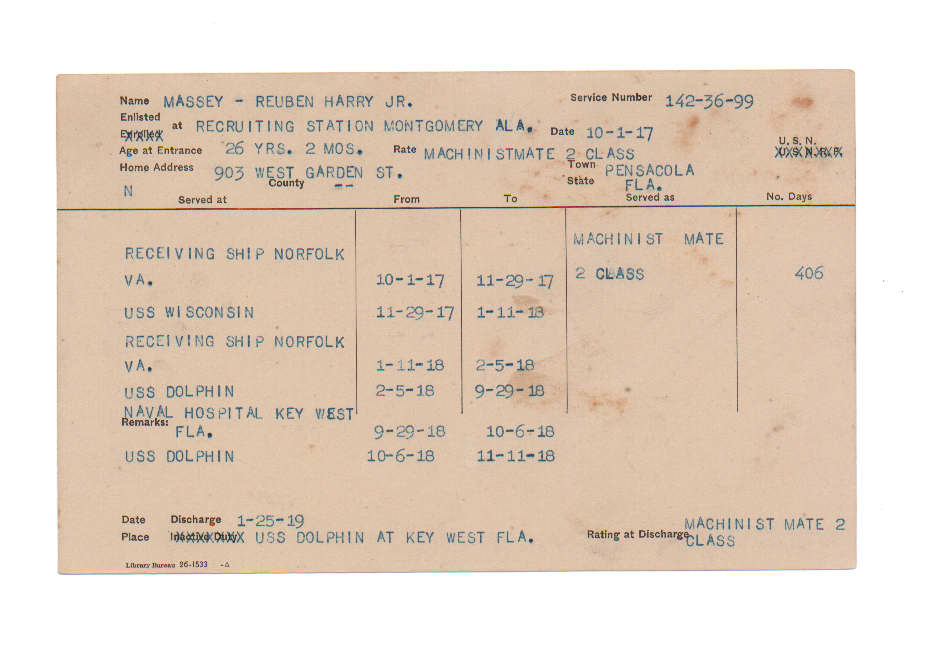 Name MASSEY - REUBEN HARRY JR. Service Number 142-36-99
Enlisted
Enrolled at RECRUITING STATION MONTGOMERY ALA. Date 10-1-17
U.S.N.
Age at Entrance 26 YRS. 2 MOS. Rate MACHINISTMATE 2 CLASS U.S.N.R.F.
Home Address 903 WEST GARDEN ST. Town PENSACOLA
N County -- State FLA.
Served at From To Served as No. Days
MACHINIST MATE
RECEIVING SHIP NORFOLK
VA. 10-1-17 11-29-17 2 CLASS 406
USS WISCONSIN 11-29-17 1-11-18
RECEIVING SHIP NORFOLK
VA. 1-11-18 2-5-18
USS DOLPHIN 2-5-18 9-29-18
NAVAL HOSPITAL KEY WEST
Remarks: FLA. 9-29-18 10-6-18
USS DOLPHIN 10-6-18 11-11-18
Date Discharge 1-25-19
Place Inactive Duty USS DOLPHIN AT KEY WEST FLA. Rating at Discharge MACHINIST MATE 2
CLASS
Library Bureau 26-1533 -△